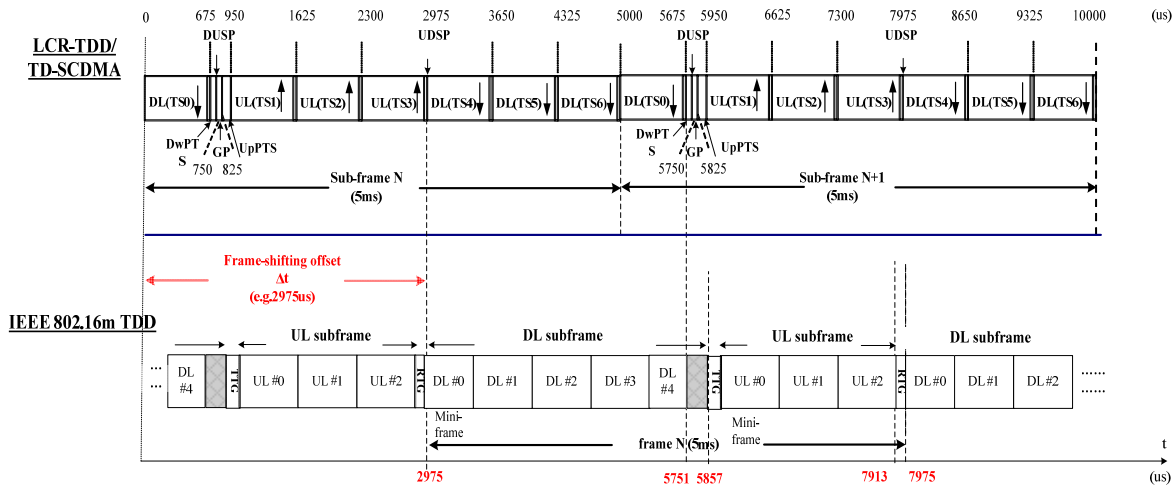 0 675 950 1625 2300 2975 3650 4325 5000 5675 5950 6625 7300 7975 8650 9325 10000 (us)
DUSP UDSP DUSP UDSP
LCR-TDD/
TD-SCDMA
DL(TS0) UL(TS1) UL(TS2) UL(TS3) DL(TS4) DL(TS5) DL(TS6) DL(TS0) UL(TS1) UL(TS2) UL(TS3) DL(TS4) DL(TS5) DL(TS6)
DwPT
S GP UpPTS
750 825
DwPT
S GP UpPTS
5750 5825
Sub-frame N
(5ms)
Sub-frame N+1
(5ms)
Frame-shifting offset
Δt
(e.g.2975us)
IEEE 802.16m TDD
UL subframe DL subframe UL subframe DL subframe
...
...
DL
#4
TTG UL #0 UL #1 UL #2 RTG DL #0 DL #1 DL #2 DL #3
DL
#4
TTG UL #0 UL #1 UL #2 RTG DL #0 DL #1 DL #2
......
......
Mini-
frame
Mini-
frame
frame N (5ms)
t
2975 5751 5857 7913 7975 (us)